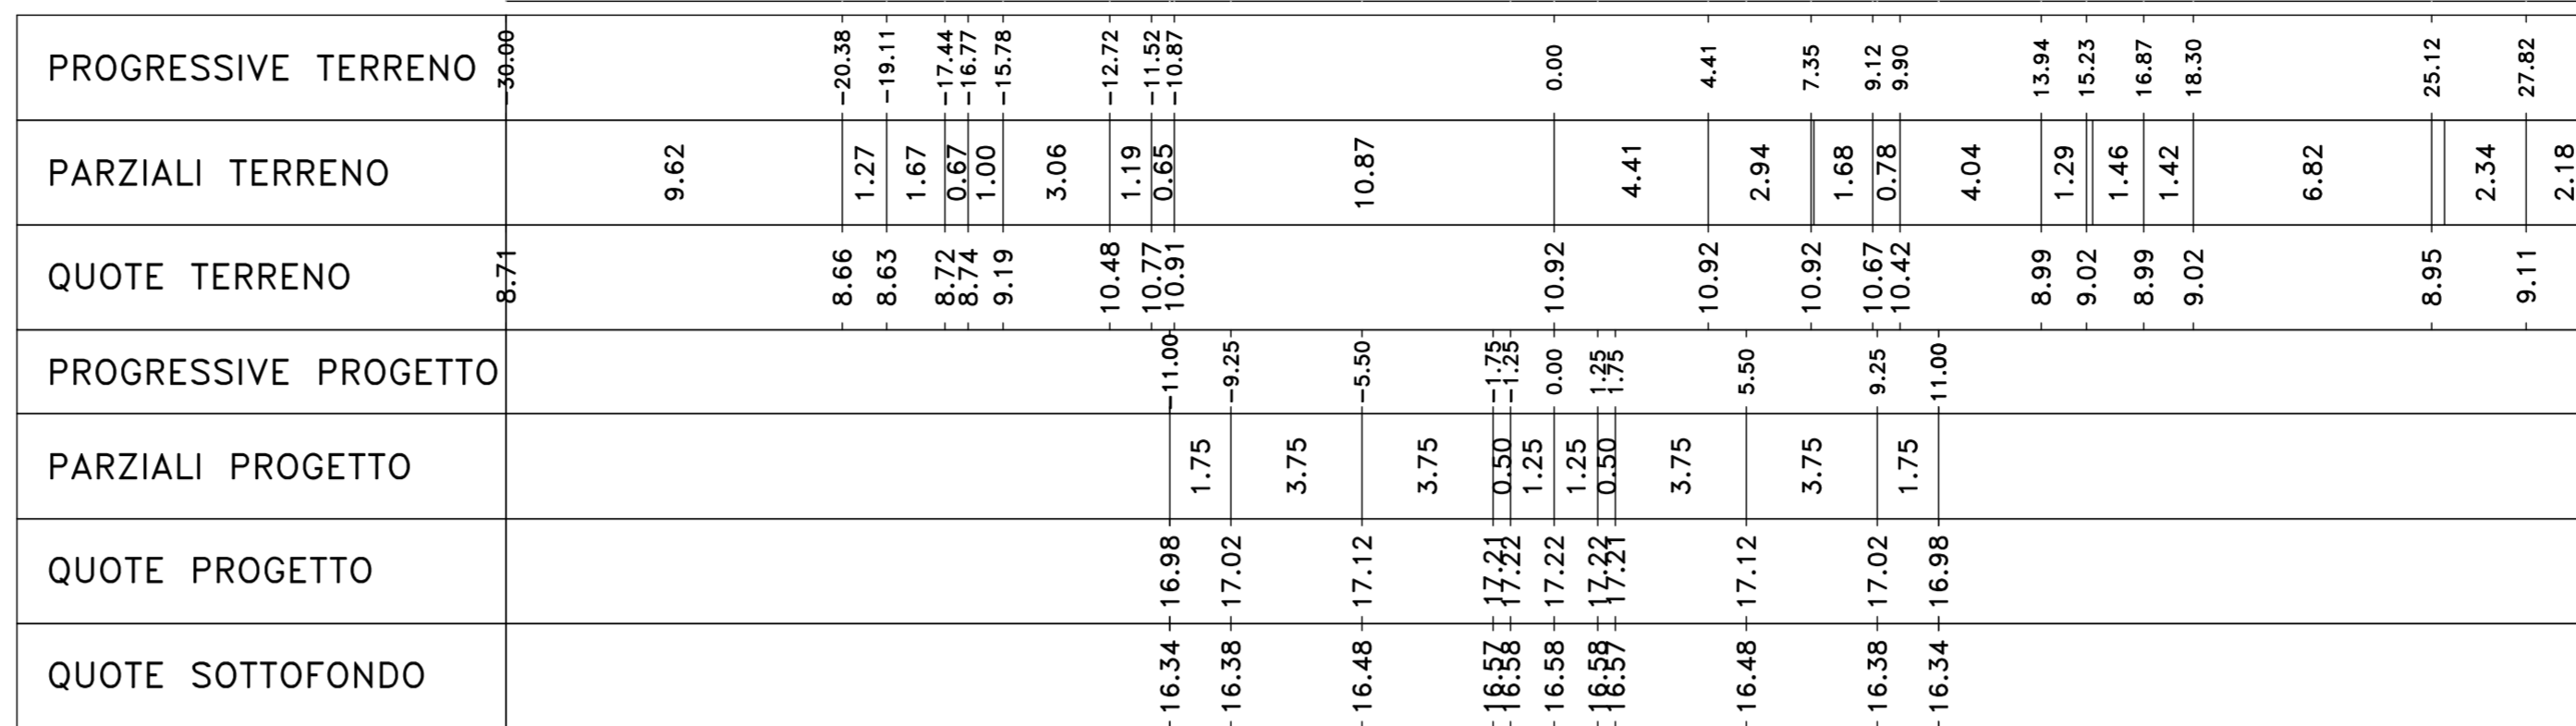 PROGRESSIVE TERRENO -30.00 -20.38 -19.11 -17.44 -16.77 -15.78 -12.72 -11.52 -10.87 0.00 4.41 7.35 9.12 9.90 13.94 15.23 16.87 18.30 25.12 27.82
PARZIALI TERRENO 9.62 1.27 1.67 0.67 1.00 3.06 1.19 0.65 10.87 4.41 2.94 1.68 0.78 4.04 1.29 1.46 1.42 6.82 2.34 2.18
QUOTE TERRENO 8.71 8.66 8.63 8.72 8.74 9.19 10.48 10.77 10.91 10.92 10.92 10.92 10.67 10.42 8.99 9.02 8.99 9.02 8.95 9.11
PROGRESSIVE PROGETTO -11.00 -9.25 -5.50 -1.75 -1.25 0.00 1.25 1.75 5.50 9.25 11.00
PARZIALI PROGETTO 1.75 3.75 3.75 0.50 1.25 1.25 0.50 3.75 3.75 1.75
QUOTE PROGETTO 16.98 17.02 17.12 17.21 17.22 17.22 17.22 17.21 17.12 17.02 16.98
QUOTE SOTTOFONDO 16.34 16.38 16.48 16.57 16.58 16.58 16.58 16.57 16.48 16.38 16.34